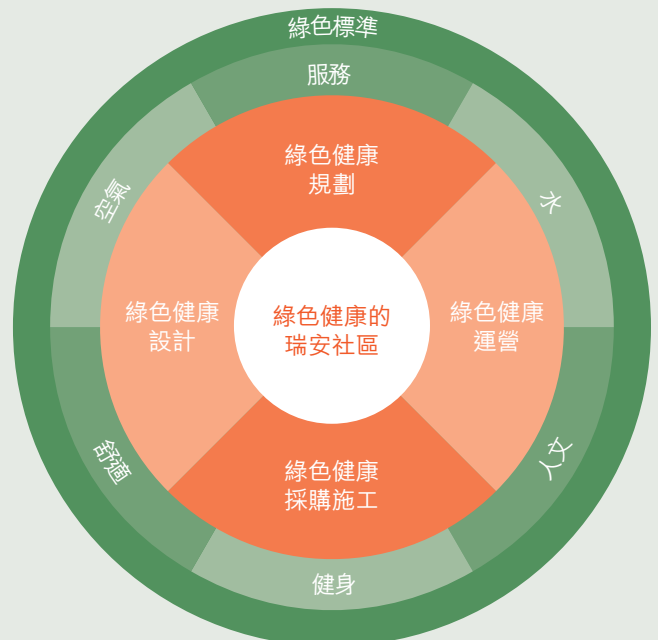 綠色標準
服務
空氣
水
綠色健康
規劃
綠色健康
設計
綠色健康的
瑞安社區
綠色健康
運營
綠色健康
採購施工
舒適
人文
健身